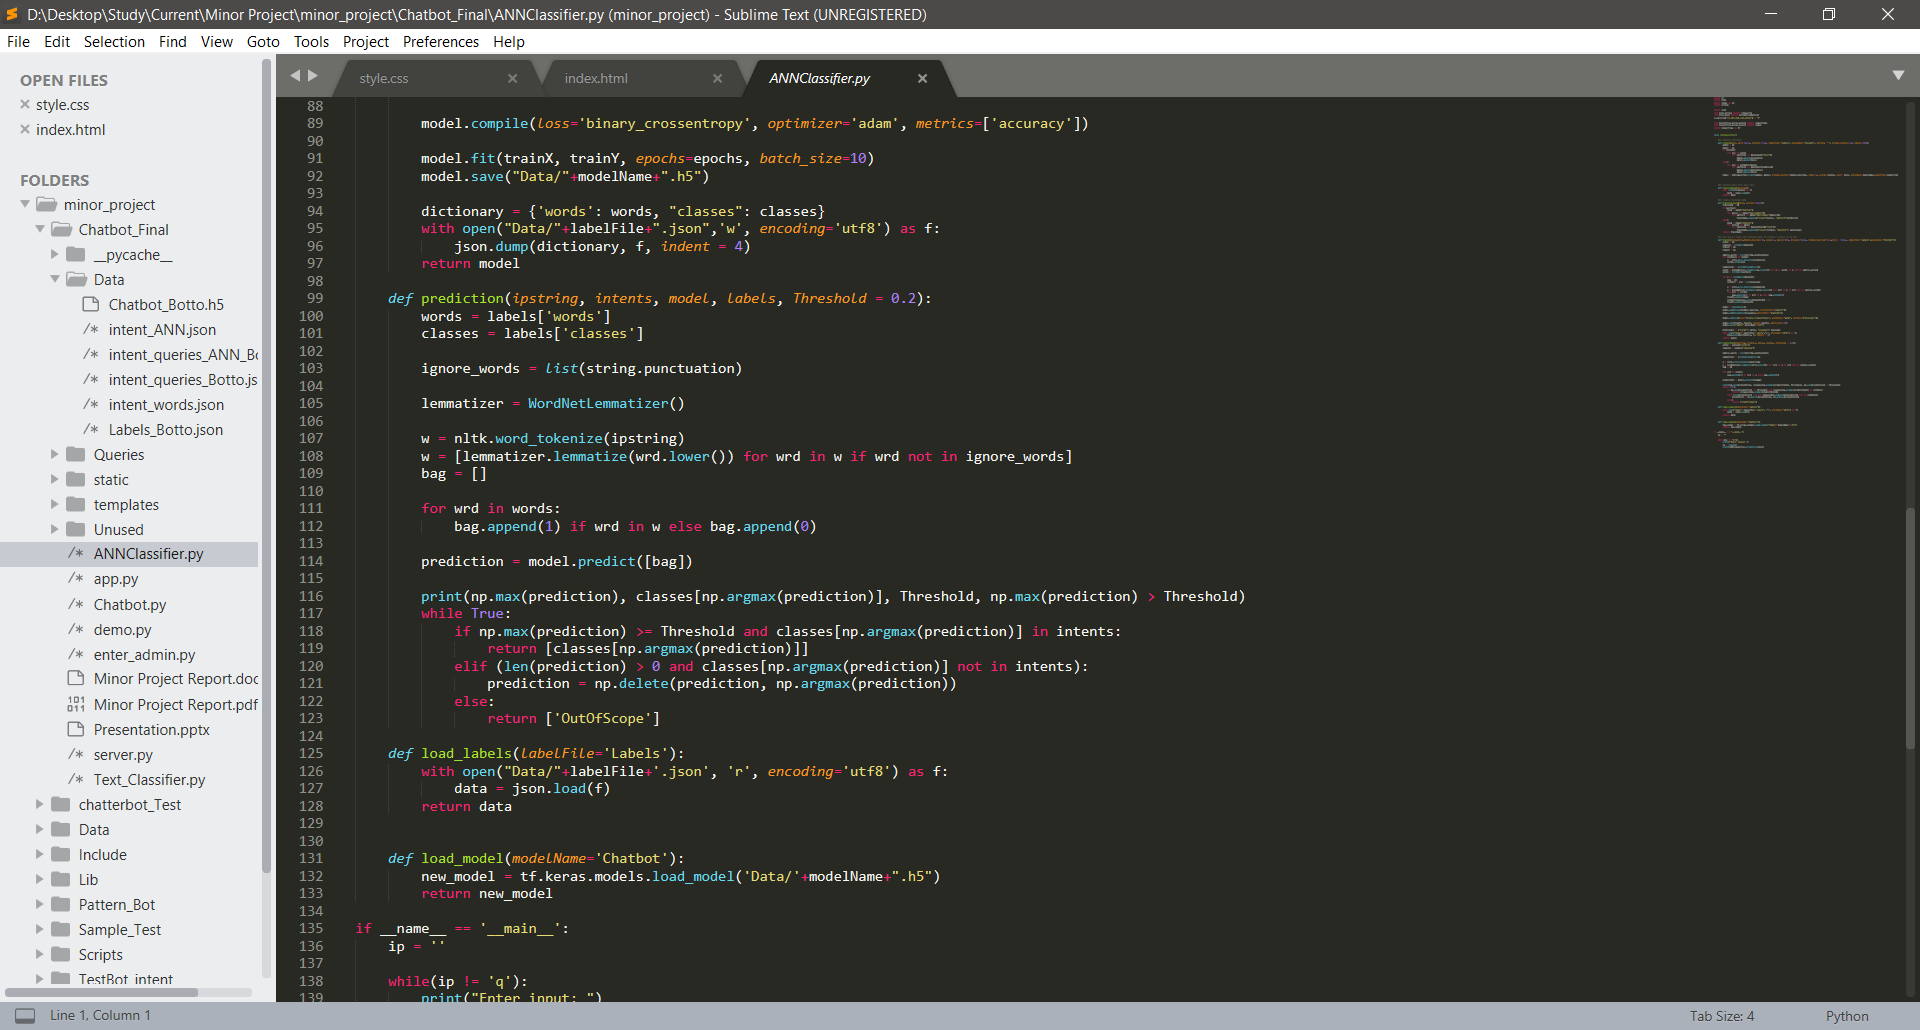 D:\Desktop\Study\Current\Minor Project\minor_project\Chatbot_Final\ANNClassifier.py (minor_project) - Sublime Text (UNREGISTERED)
File Edit Selection Find View Goto Tools Project Preferences Help
OPEN FILES
style.css
index.html
FOLDERS
minor_project
Chatbot_Final
__pycache__
Data
Chatbot_Botto.h5
intent_ANN.json
intent_queries_ANN_Bo
intent_queries_Botto.js
intent_words.json
Labels_Botto.json
Queries
static
templates
Unused
ANNClassifier.py
app.py
Chatbot.py
demo.py
enter_admin.py
Minor Project Report.doc
Minor Project Report.pdf
Presentation.pptx
server.py
Text_Classifier.py
chatterbot_Test
Data
Include
Lib
Pattern_Bot
Sample_Test
Scripts
TestBot_intent
style.css index.html ANNClassifier.py
88
89 model.compile(loss='binary_crossentropy', optimizer='adam', metrics=['accuracy'])
90
91 model.fit(trainX, trainY, epochs=epochs, batch_size=10)
92 model.save("Data/"+modelName+".h5")
93
94 dictionary = {'words': words, "classes": classes}
95 with open("Data/"+labelFile+".json",'w', encoding='utf8') as f:
96 json.dump(dictionary, f, indent = 4)
97 return model
98
99 def prediction(ipstring, intents, model, labels, Threshold = 0.2):
100 words = labels['words']
101 classes = labels['classes']
102
103 ignore_words = list(string.punctuation)
104
105 lemmatizer = WordNetLemmatizer()
106
107 w = nltk.word_tokenize(ipstring)
108 w = [lemmatizer.lemmatize(wrd.lower()) for wrd in w if wrd not in ignore_words]
109 bag = []
110
111 for wrd in words:
112 bag.append(1) if wrd in w else bag.append(0)
113
114 prediction = model.predict([bag])
115
116 print(np.max(prediction), classes[np.argmax(prediction)], Threshold, np.max(prediction) > Threshold)
117 while True:
118 if np.max(prediction) >= Threshold and classes[np.argmax(prediction)] in intents:
119 return [classes[np.argmax(prediction)]]
120 elif (len(prediction) > 0 and classes[np.argmax(prediction)] not in intents):
121 prediction = np.delete(prediction, np.argmax(prediction))
122 else:
123 return ['OutOfScope']
124
125 def load_labels(labelFile='Labels'):
126 with open("Data/"+labelFile+'.json', 'r', encoding='utf8') as f:
127 data = json.load(f)
128 return data
129
130
131 def load_model(modelName='Chatbot'):
132 new_model = tf.keras.models.load_model('Data/'+modelName+".h5")
133 return new_model
134
135 if __name__ == '__main__':
136 ip = ''
137
138 while(ip != 'q'):
139 print("Enter input: ")
Line 1, Column 1
Tab Size: 4
Python